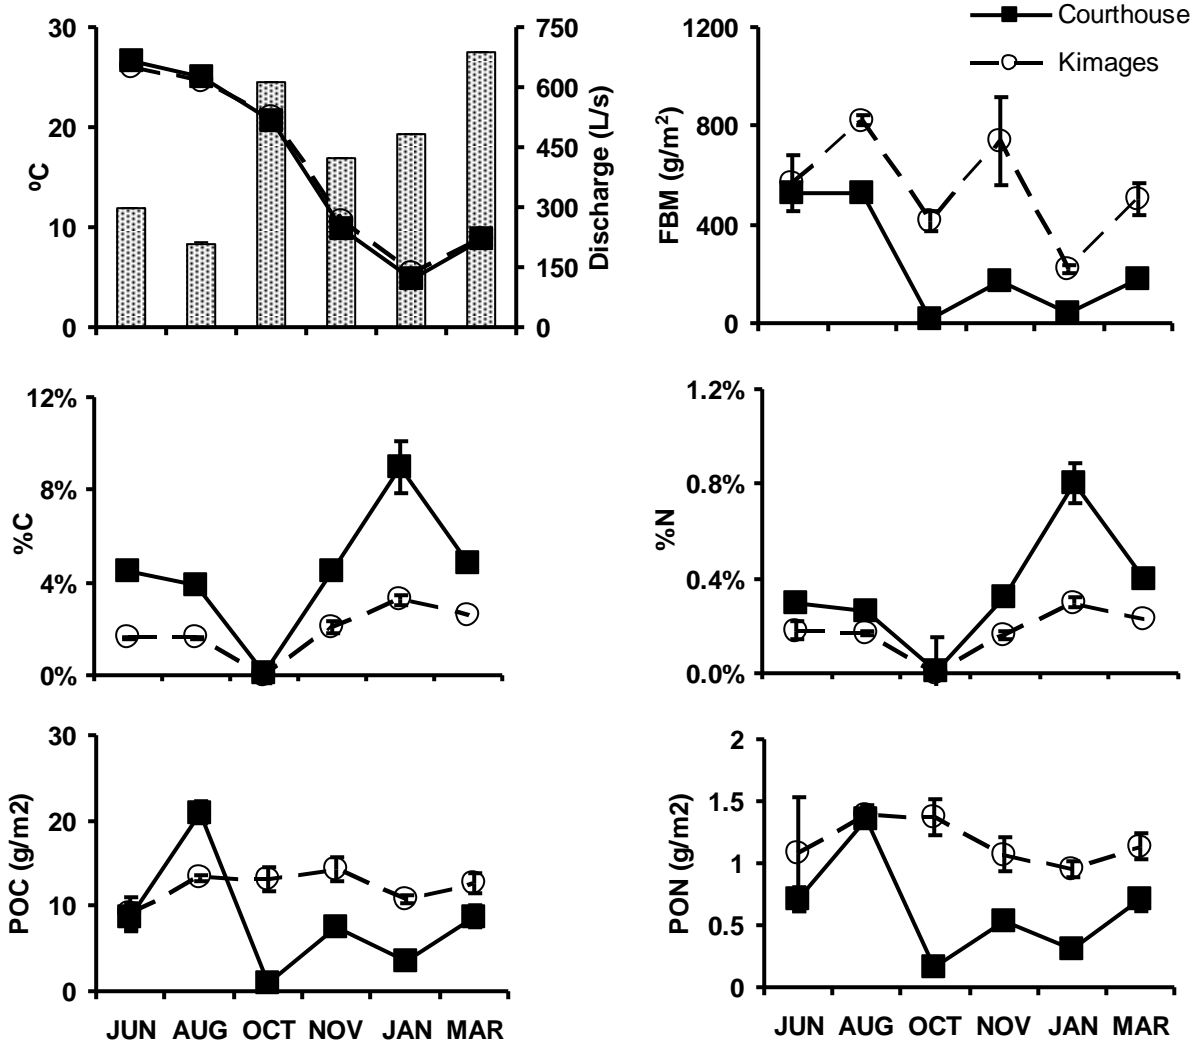 Courthouse
Kimages
30
20
10
0
ºC
750
600
450
300
150
0
Discharge (L/s)
1200
800
400
0
FBM (g/m²)
12%
8%
4%
0%
%C
1.2%
0.8%
0.4%
0.0%
%N
30
20
10
0
POC (g/m2)
JUN AUG OCT NOV JAN MAR
2
1.5
1
0.5
0
PON (g/m2)
JUN AUG OCT NOV JAN MAR